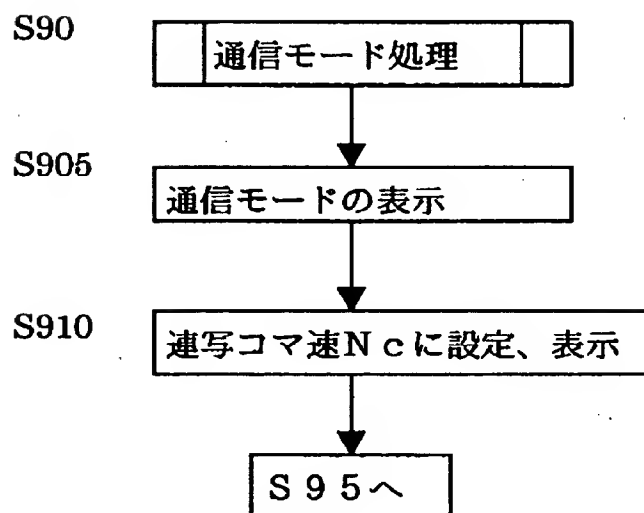 S90
通信モード処理
S905
通信モードの表示
S910
連写コマ速Ncに設定、表示
S95へ